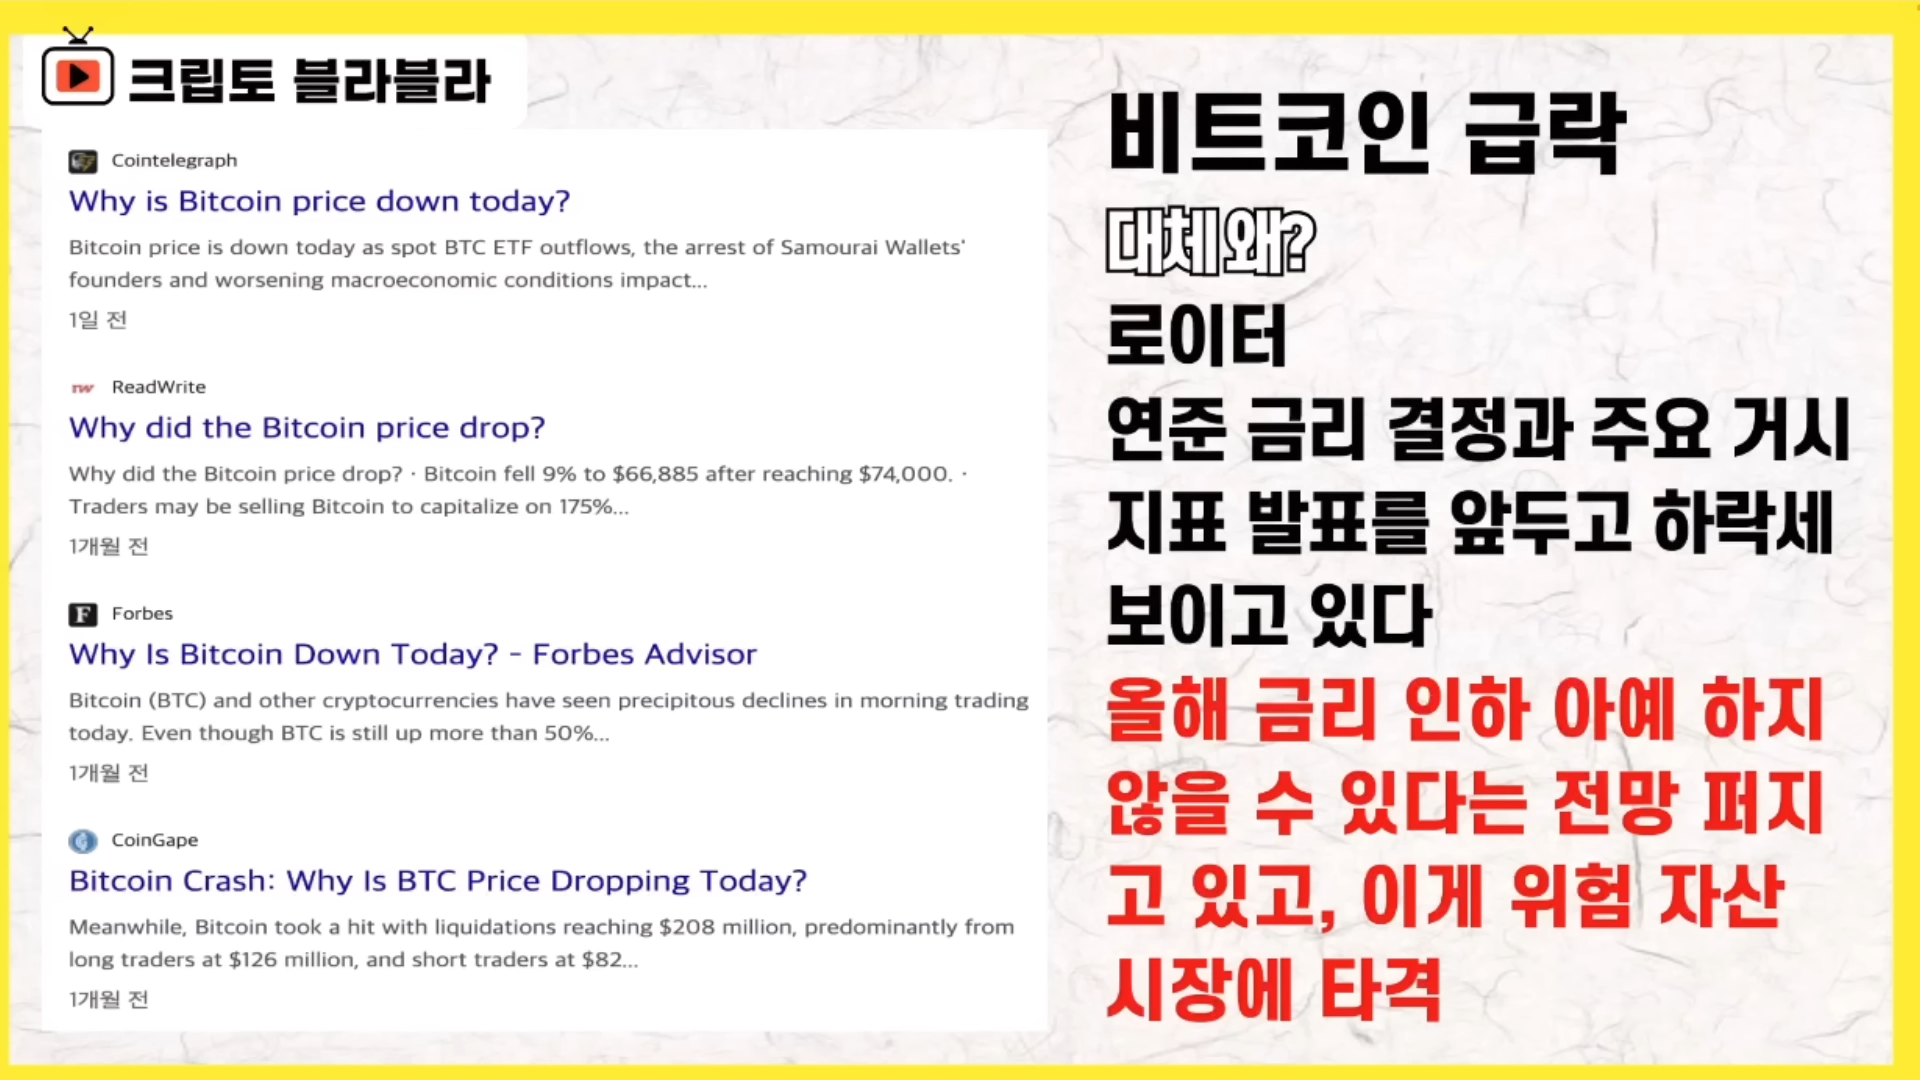 크립토 블라블라
Cointelegraph
Why is Bitcoin price down today?
Bitcoin price is down today as spot BTC ETF outflows, the arrest of Samourai Wallets'
founders and worsening macroeconomic conditions impact...
1일 전
ReadWrite
Why did the Bitcoin price drop?
Why did the Bitcoin price drop? · Bitcoin fell 9% to $66,885 after reaching $74,000. ·
Traders may be selling Bitcoin to capitalize on 175%...
1개월 전
Forbes
Why Is Bitcoin Down Today? - Forbes Advisor
Bitcoin (BTC) and other cryptocurrencies have seen precipitous declines in morning trading
today. Even though BTC is still up more than 50%...
1개월 전
CoinGape
Bitcoin Crash: Why Is BTC Price Dropping Today?
Meanwhile, Bitcoin took a hit with liquidations reaching $208 million, predominantly from
long traders at $126 million, and short traders at $82...
1개월 전
비트코인 급락
대체 왜?
로이터
연준 금리 결정과 주요 거시
지표 발표를 앞두고 하락세
보이고 있다
올해 금리 인하 아예 하지
않을 수 있다는 전망 퍼지
고 있고, 이게 위험 자산
시장에 타격